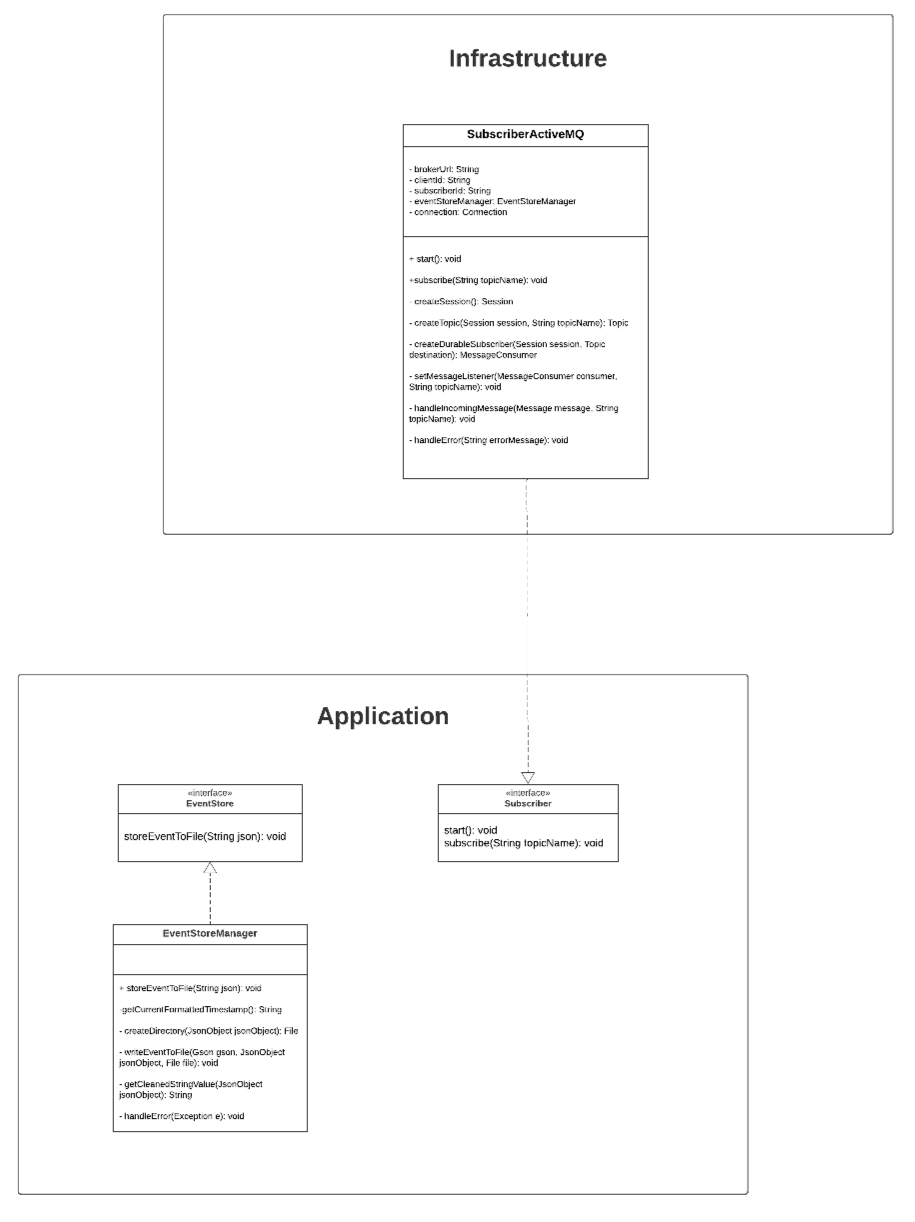 Infrastructure
SubscriberActiveMQ
- brokerUrl: String
- clientId: String
- subscriberId: String
- eventStoreManager: EventStoreManager
- connection: Connection
+ start(): void
+subscribe(String topicName): void
- createSession(): Session
- createTopic(Session session, String topicName): Topic
- createDurableSubscriber(Session session, Topic
destination): MessageConsumer
- setMessageListener(MessageConsumer consumer,
String topicName): void
- handleIncomingMessage(Message message, String
topicName): void
- handleError(String errorMessage): void
Application
«interface»
EventStore
storeEventToFile(String json): void
«interface»
Subscriber
start(): void
subscribe(String topicName): void
EventStoreManager
+ storeEventToFile(String json): void
-getCurrentFormattedTimestamp(): String
- createDirectory(JsonObject jsonObject): File
- writeEventToFile(Gson gson, JsonObject
jsonObject, File file): void
- getCleanedStringValue(JsonObject
jsonObject): String
- handleError(Exception e): void